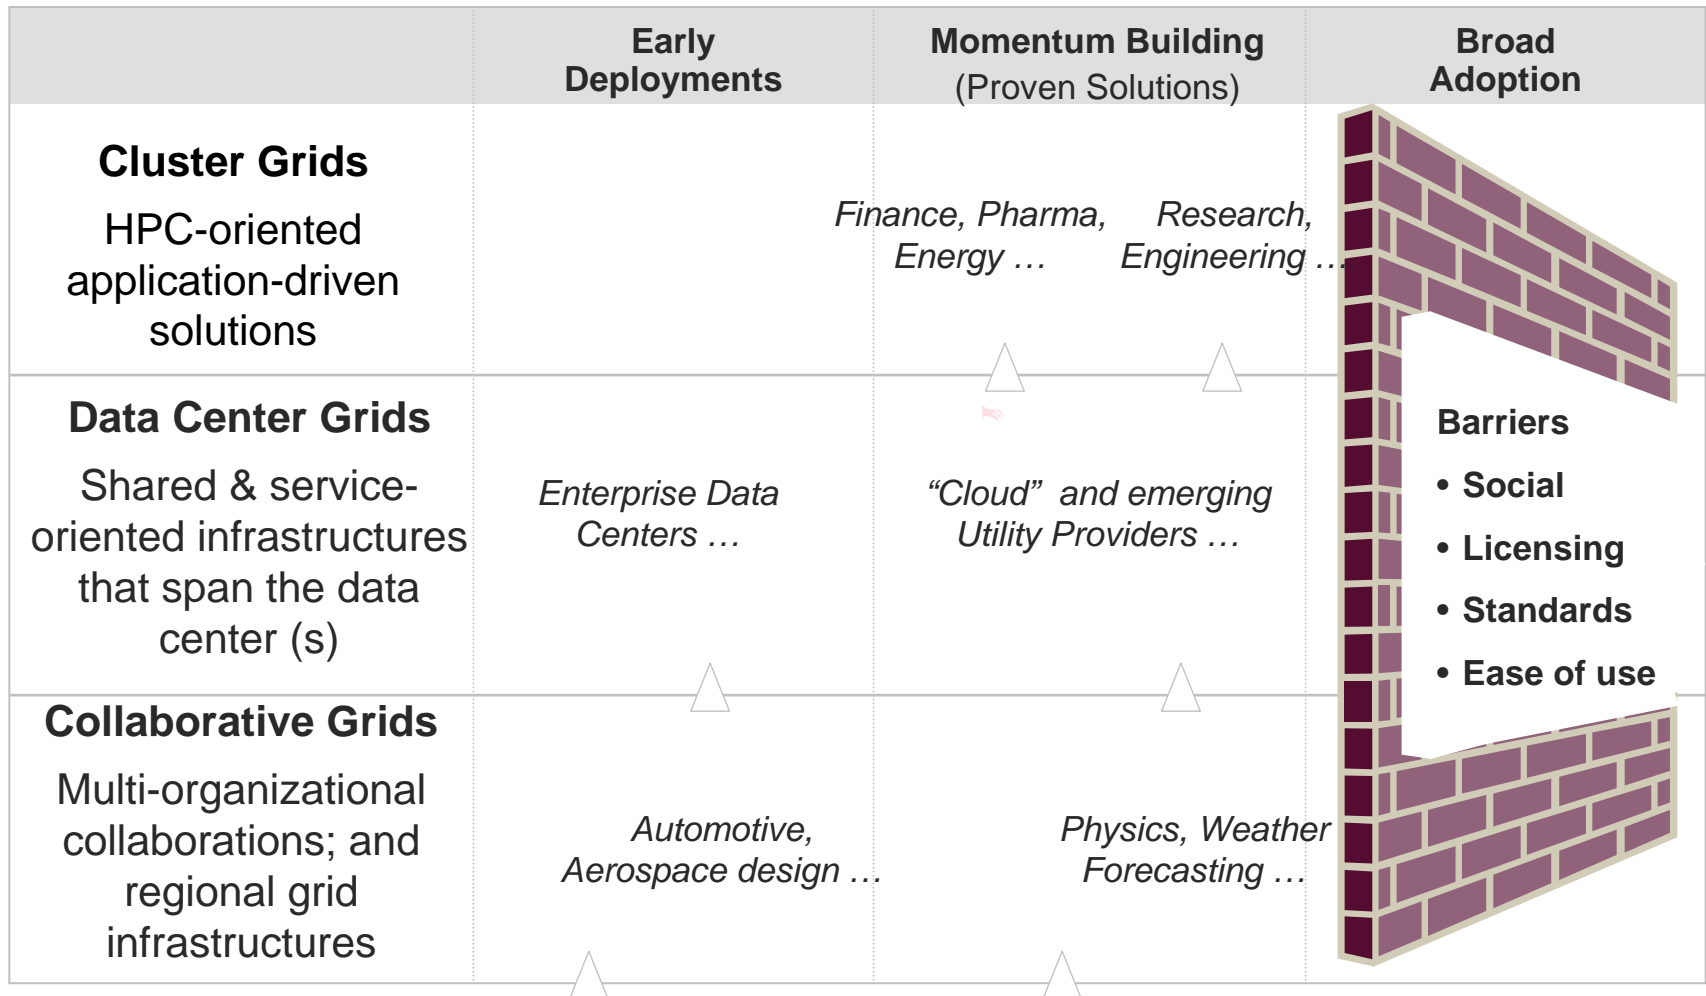 Early
Deployments
Momentum Building
(Proven Solutions)
Broad
Adoption
Cluster Grids
HPC-oriented
application-driven
solutions
Finance, Pharma,
Energy …
Research,
Engineering …
Data Center Grids
Shared & service-
oriented infrastructures
that span the data
center (s)
Enterprise Data
Centers …
“Cloud”  and emerging
Utility Providers …
Barriers
• Social
• Licensing
• Standards
• Ease of use
Collaborative Grids
Multi-organizational
collaborations; and
regional grid
infrastructures
Automotive,
Aerospace design …
Physics, Weather
Forecasting …